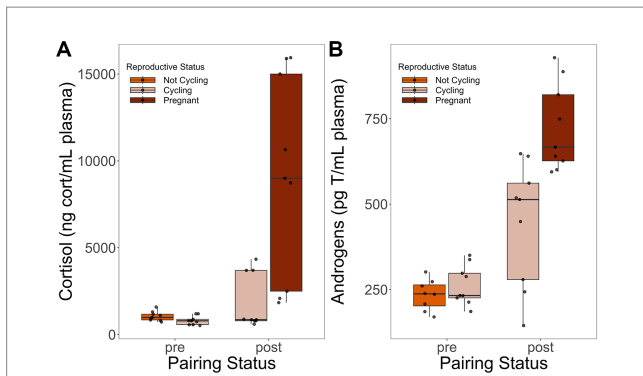 A
Cortisol (ng cort/mL plasma)
15000
10000
5000
0
Reproductive Status
Not Cycling
Cycling
Pregnant
pre
post
Pairing Status
B
Androgens (pg T/mL plasma)
750
500
250
Reproductive Status
Not Cycling
Cycling
Pregnant
pre
post
Pairing Status